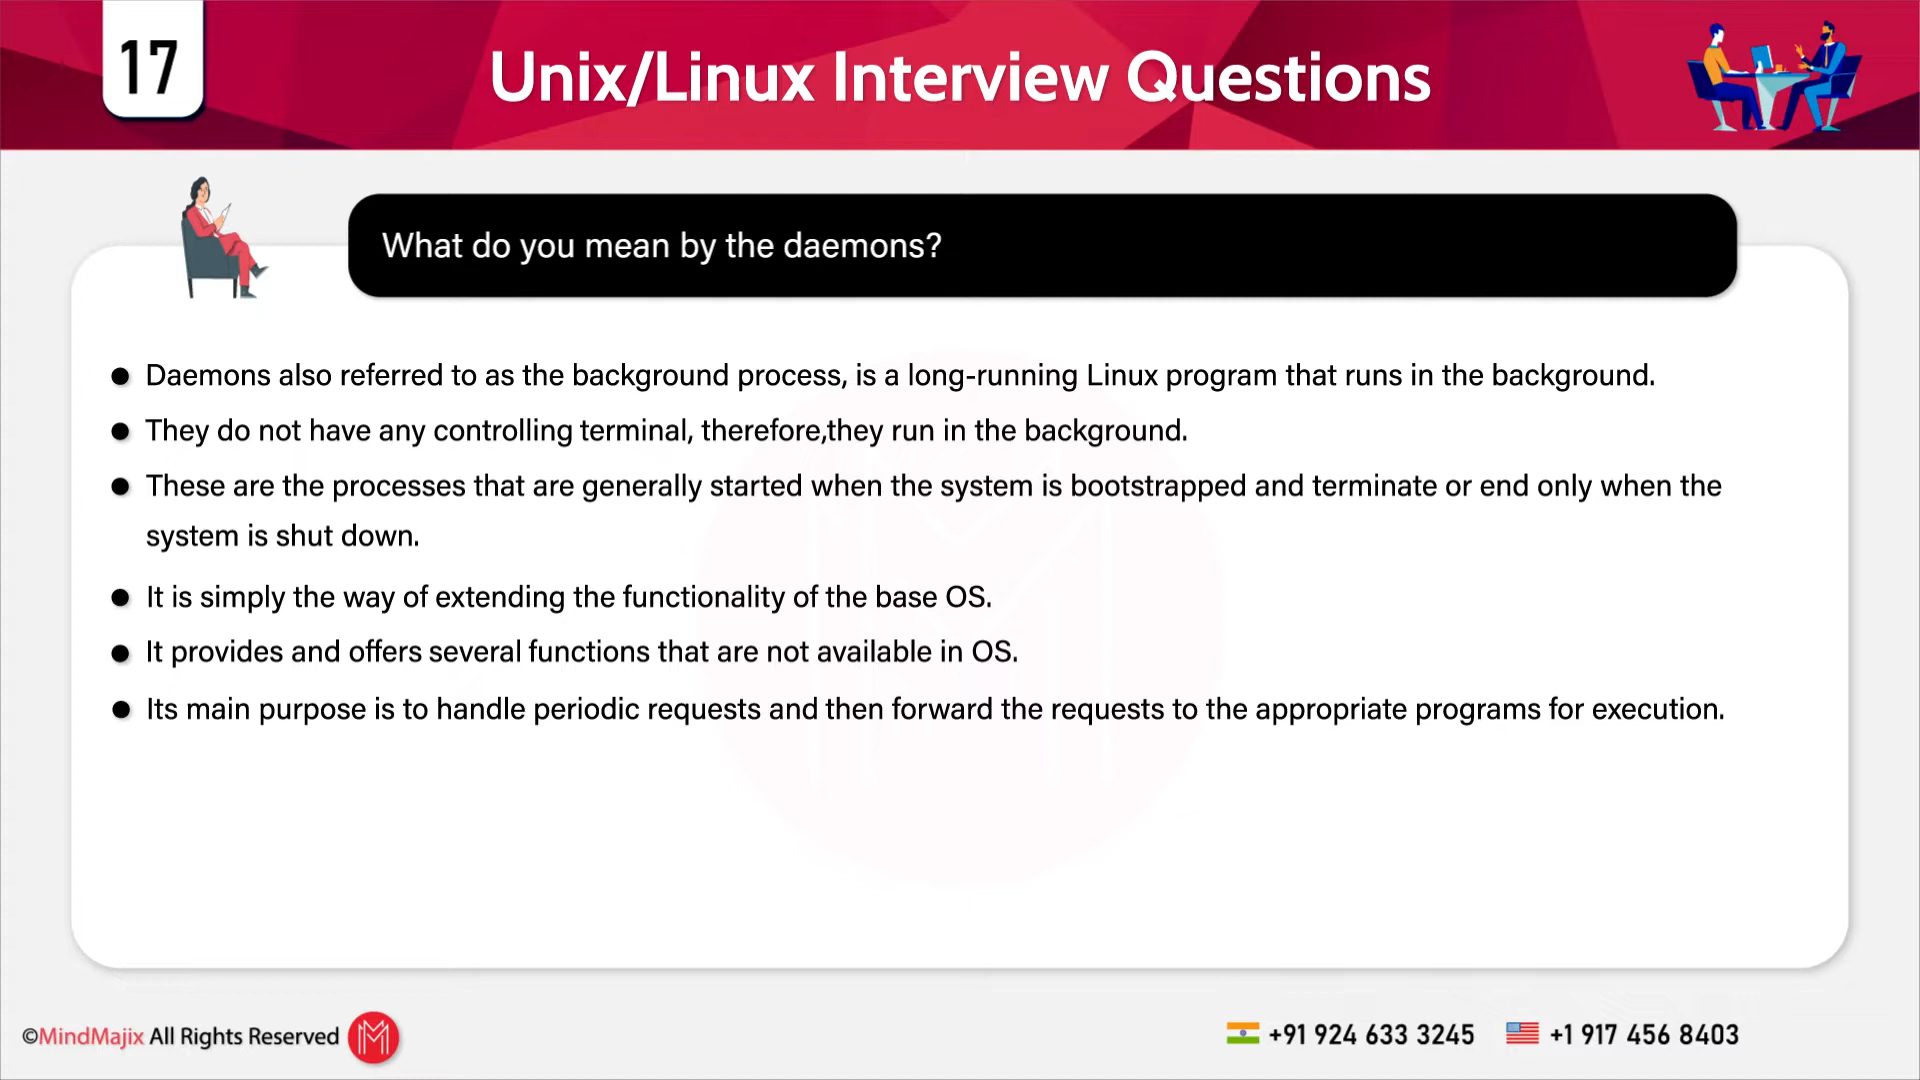 17
Unix/Linux Interview Questions
What do you mean by the daemons?
● Daemons also referred to as the background process, is a long-running Linux program that runs in the background.
● They do not have any controlling terminal, therefore,they run in the background.
● These are the processes that are generally started when the system is bootstrapped and terminate or end only when the
system is shut down.
● It is simply the way of extending the functionality of the base OS.
● It provides and offers several functions that are not available in OS.
● Its main purpose is to handle periodic requests and then forward the requests to the appropriate programs for execution.
©MindMajix All Rights Reserved
+91 924 633 3245
+1 917 456 8403